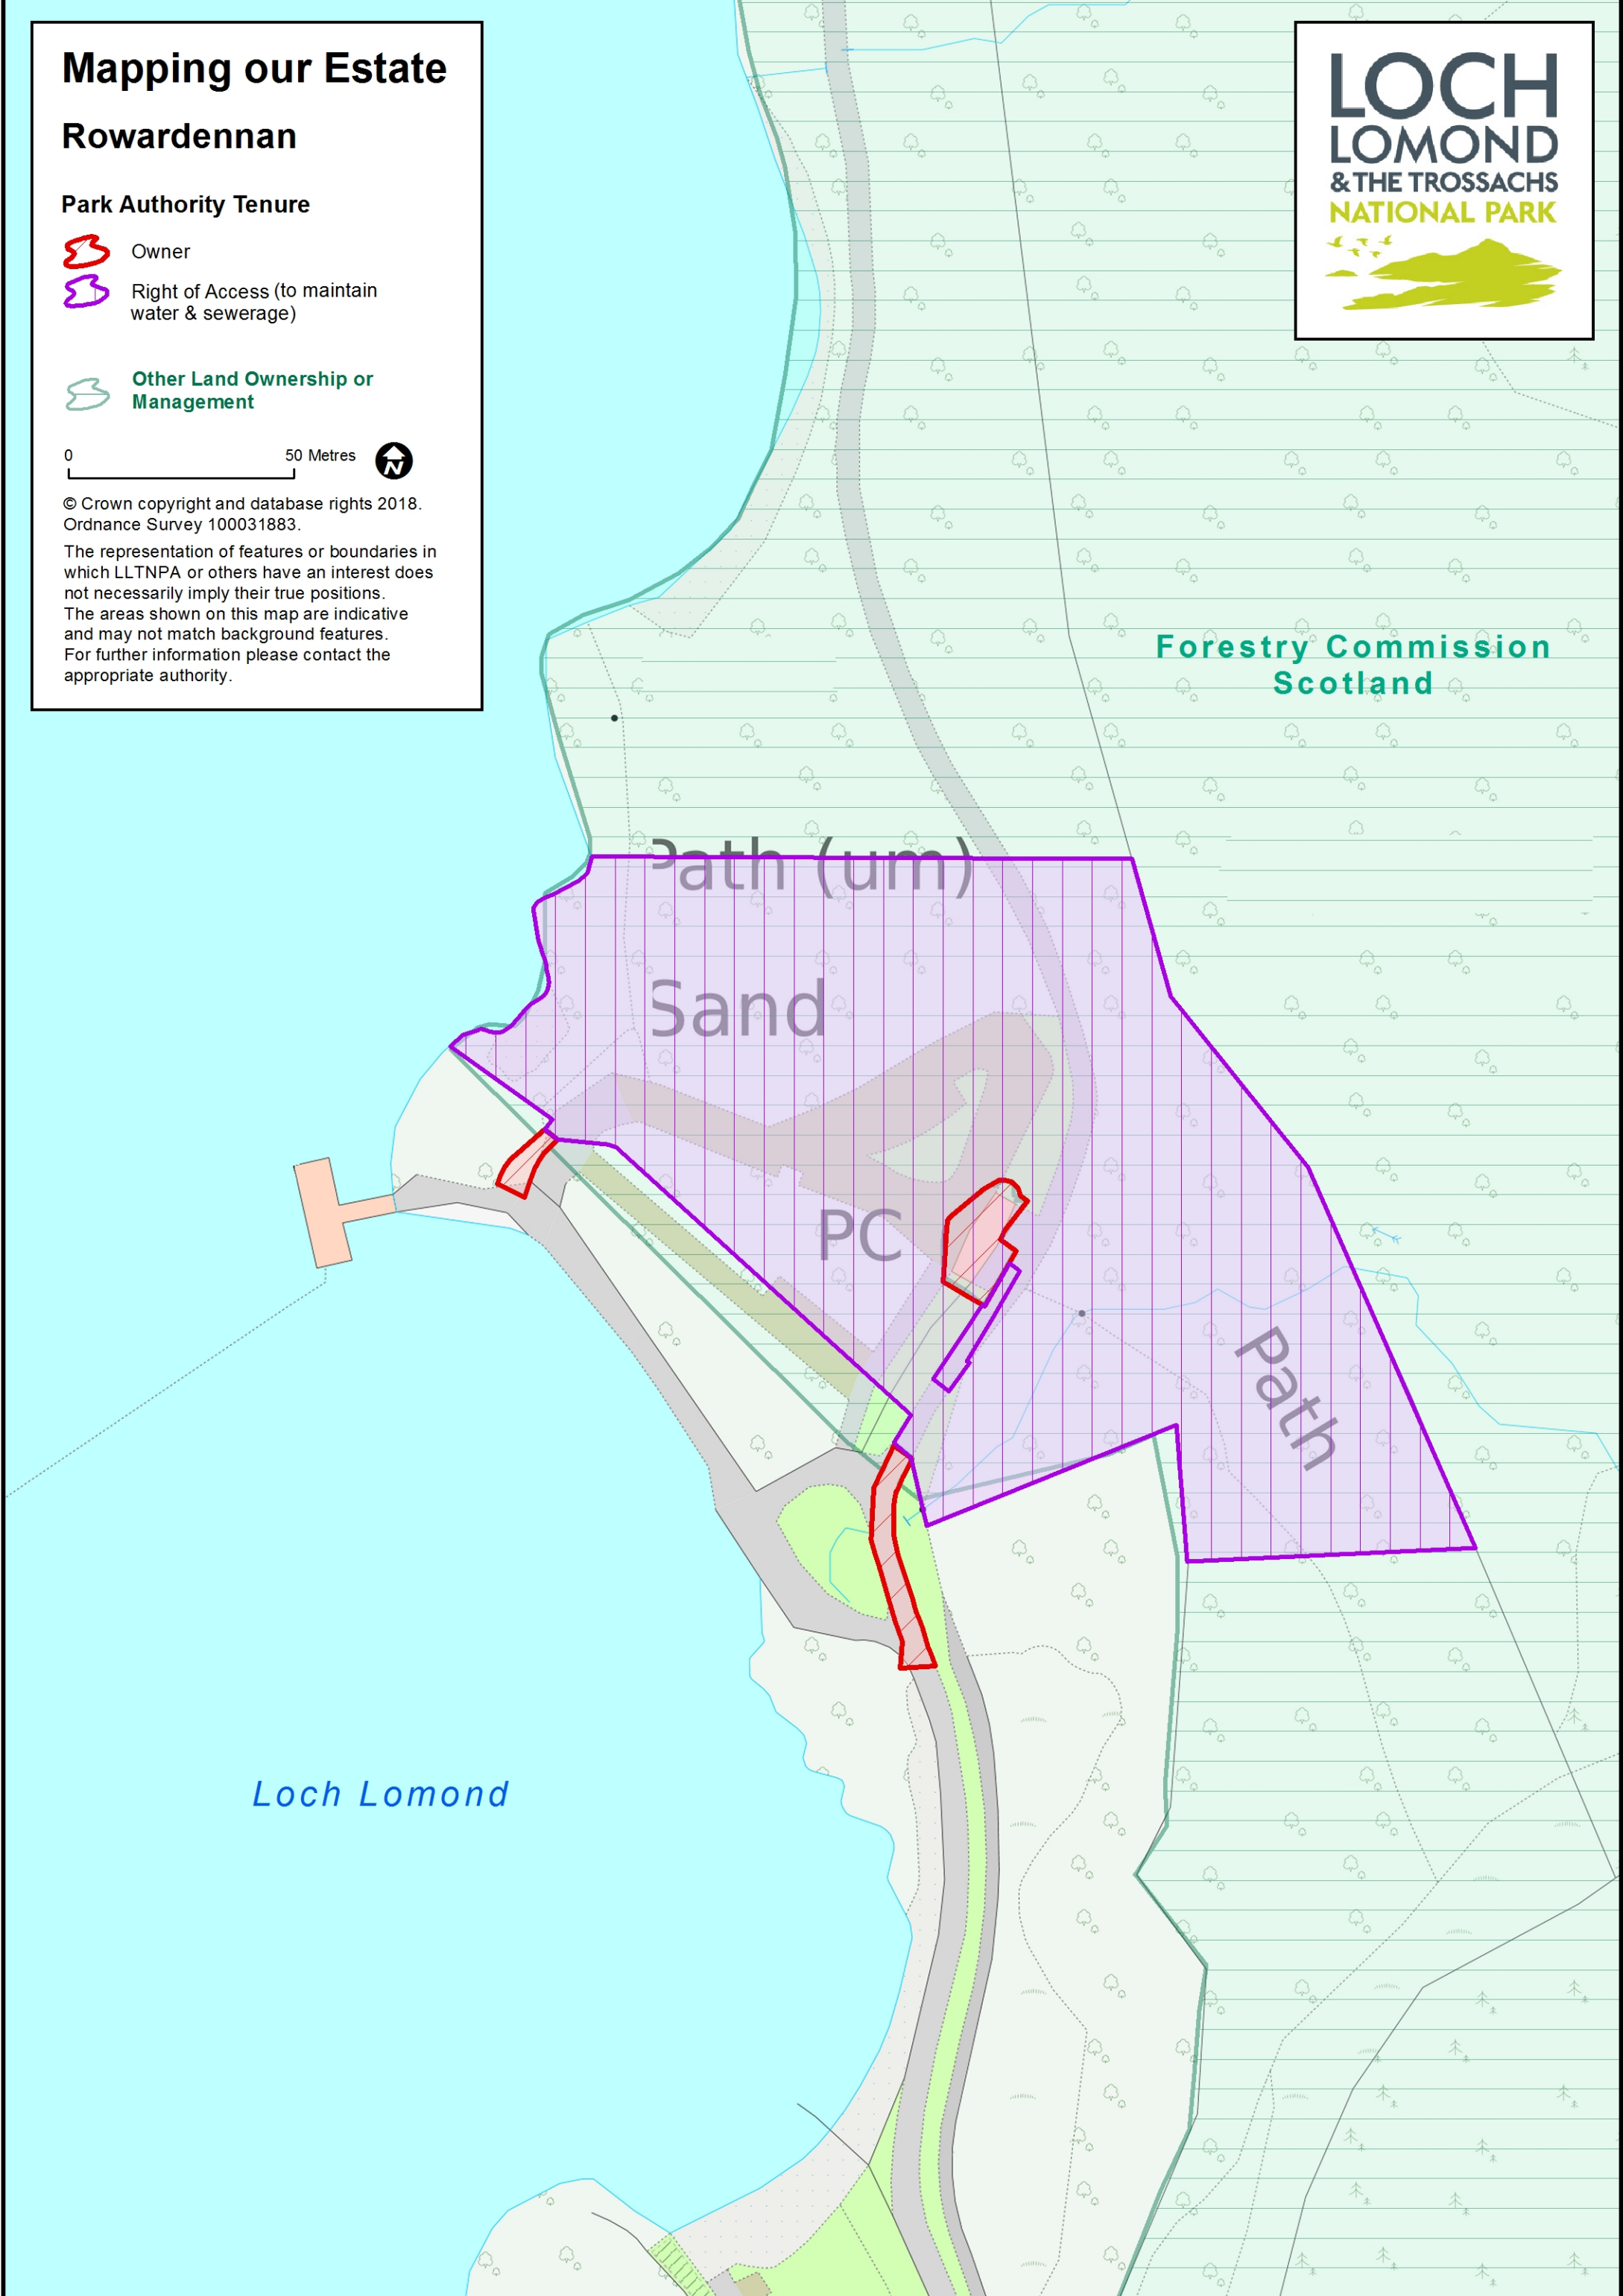 Mapping our Estate
Rowardennan
Park Authority Tenure
Owner
Right of Access (to maintain
water & sewerage)
Other Land Ownership or
Management
0 50 Metres
N
© Crown copyright and database rights 2018.
Ordnance Survey 100031883.
The representation of features or boundaries in
which LLTNPA or others have an interest does
not necessarily imply their true positions.
The areas shown on this map are indicative
and may not match background features.
For further information please contact the
appropriate authority.
LOCH
LOMOND
& THE TROSSACHS
NATIONAL PARK
Forestry Commission
Scotland
Path (um)
Sand
PC
Path
Loch Lomond